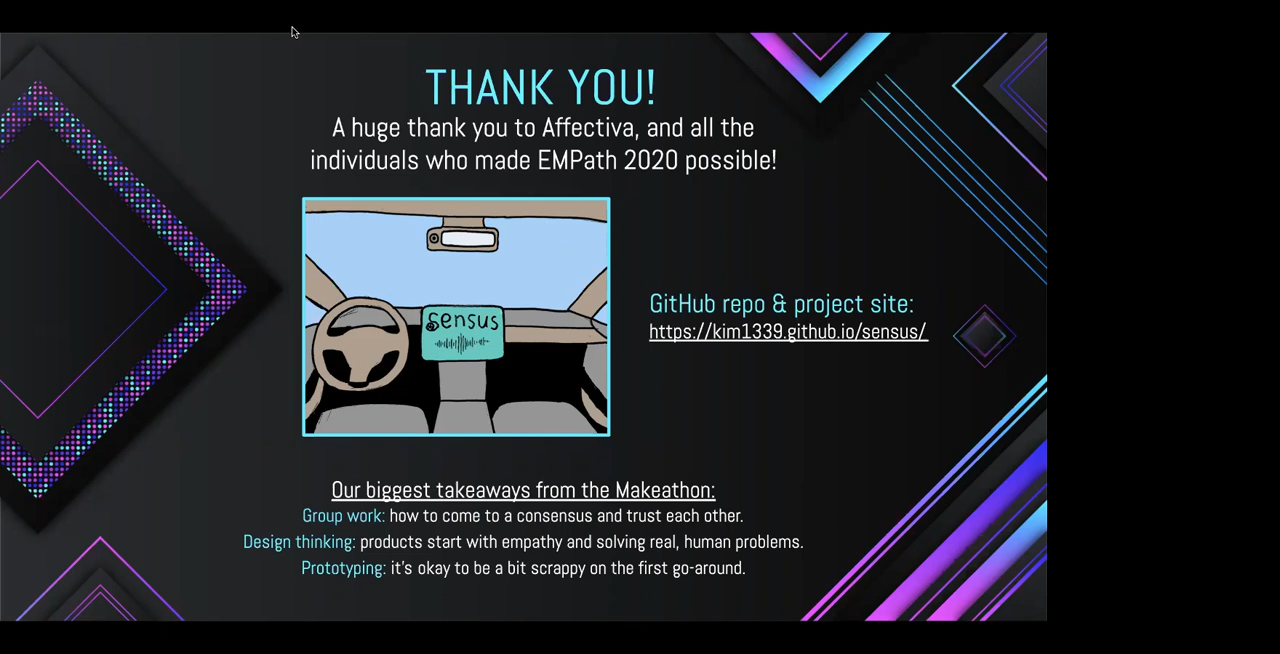 THANK YOU!
A huge thank you to Affectiva, and all the
individuals who made EMPath 2020 possible!
sensus
GitHub repo & project site:
https://kim1339.github.io/sensus/
Our biggest takeaways from the Makeathon:
Group work: how to come to a consensus and trust each other.
Design thinking: products start with empathy and solving real, human problems.
Prototyping: it's okay to be a bit scrappy on the first go-around.